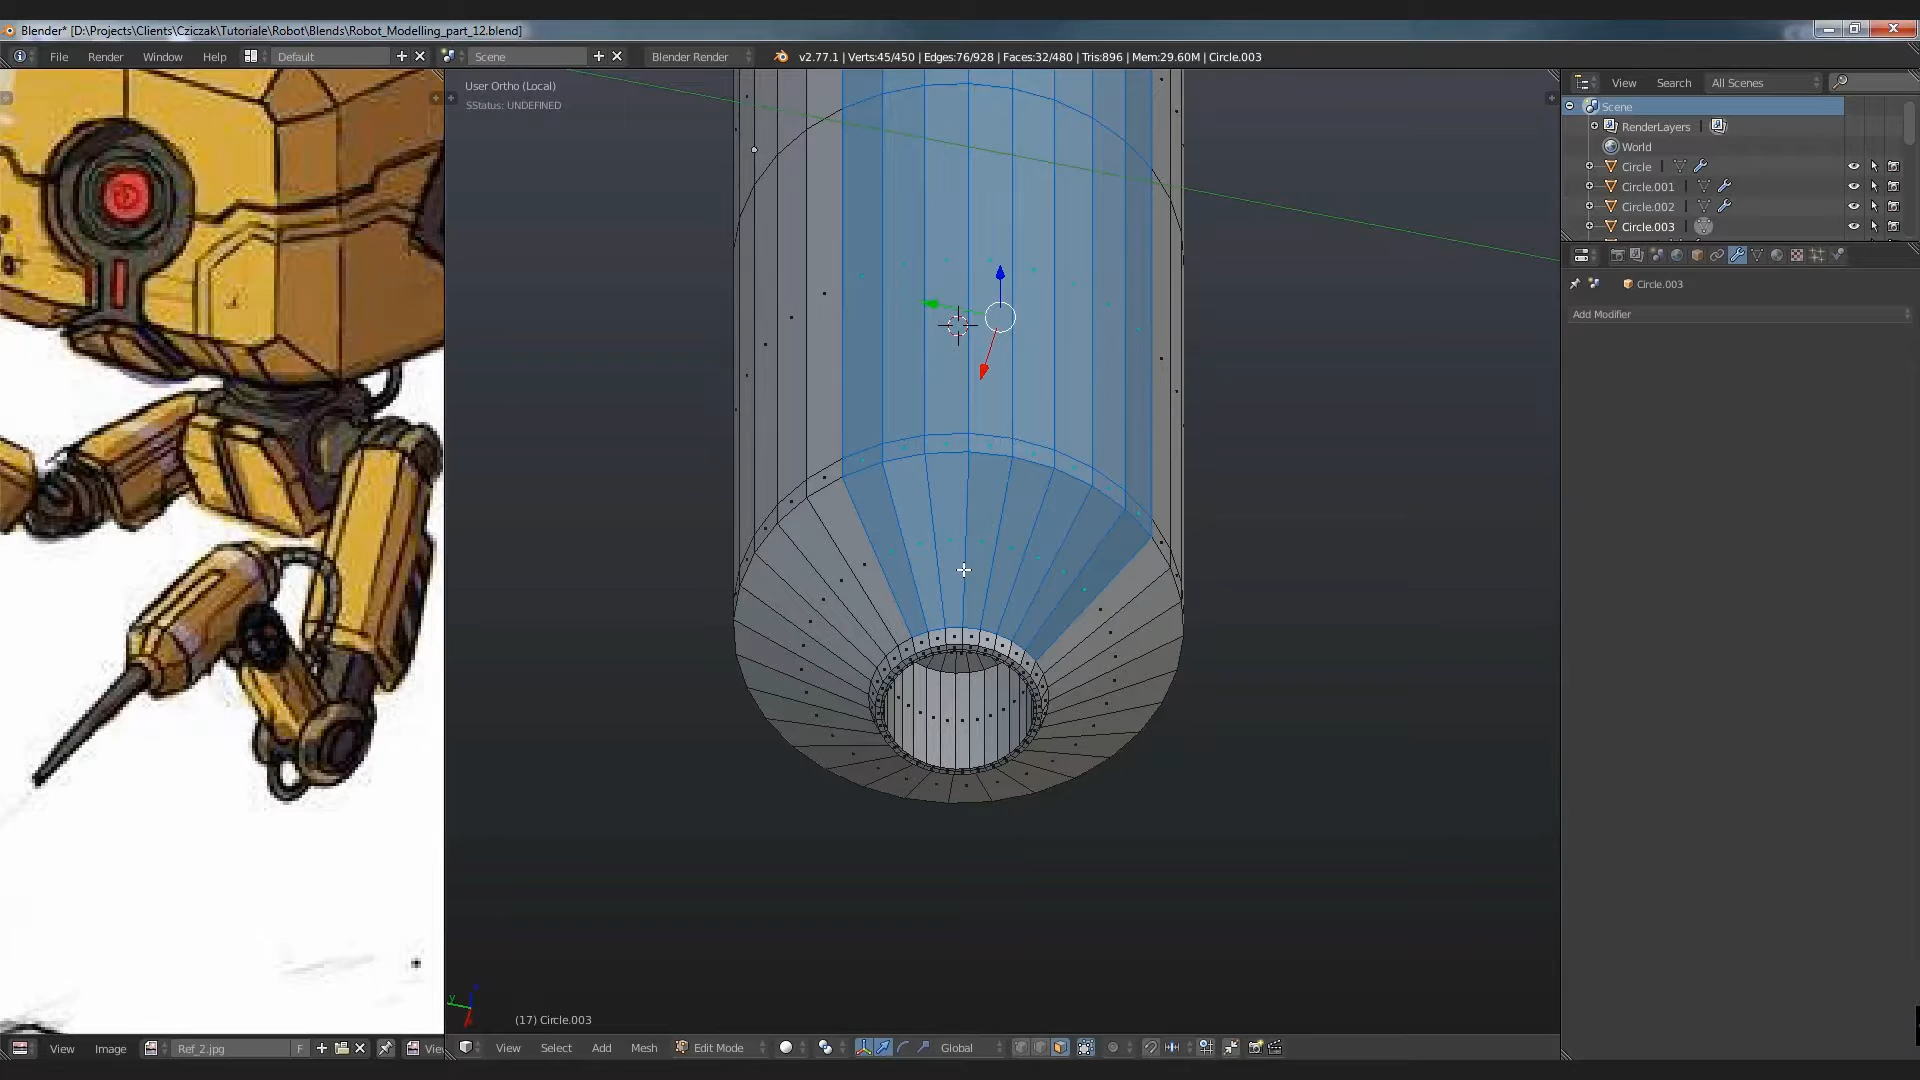 Blender* [D:\Projects\Clients\Cziczak\Tutoriale\Robot\Blends\Robot_Modelling_part_12.blend]
File Render Window Help Default Scene Blender Render v2.77.1 | Verts:45/450 | Edges:76/928 | Faces:32/480 | Tris:896 | Mem:29.60M | Circle.003
User Ortho (Local)
SStatus: UNDEFINED
View Search All Scenes
Scene
RenderLayers
World
Circle
Circle.001
Circle.002
Circle.003
Circle.003
Add Modifier
y
(17) Circle.003
View Image Ref_2.jpg F Vie
View Select Add Mesh Edit Mode Global